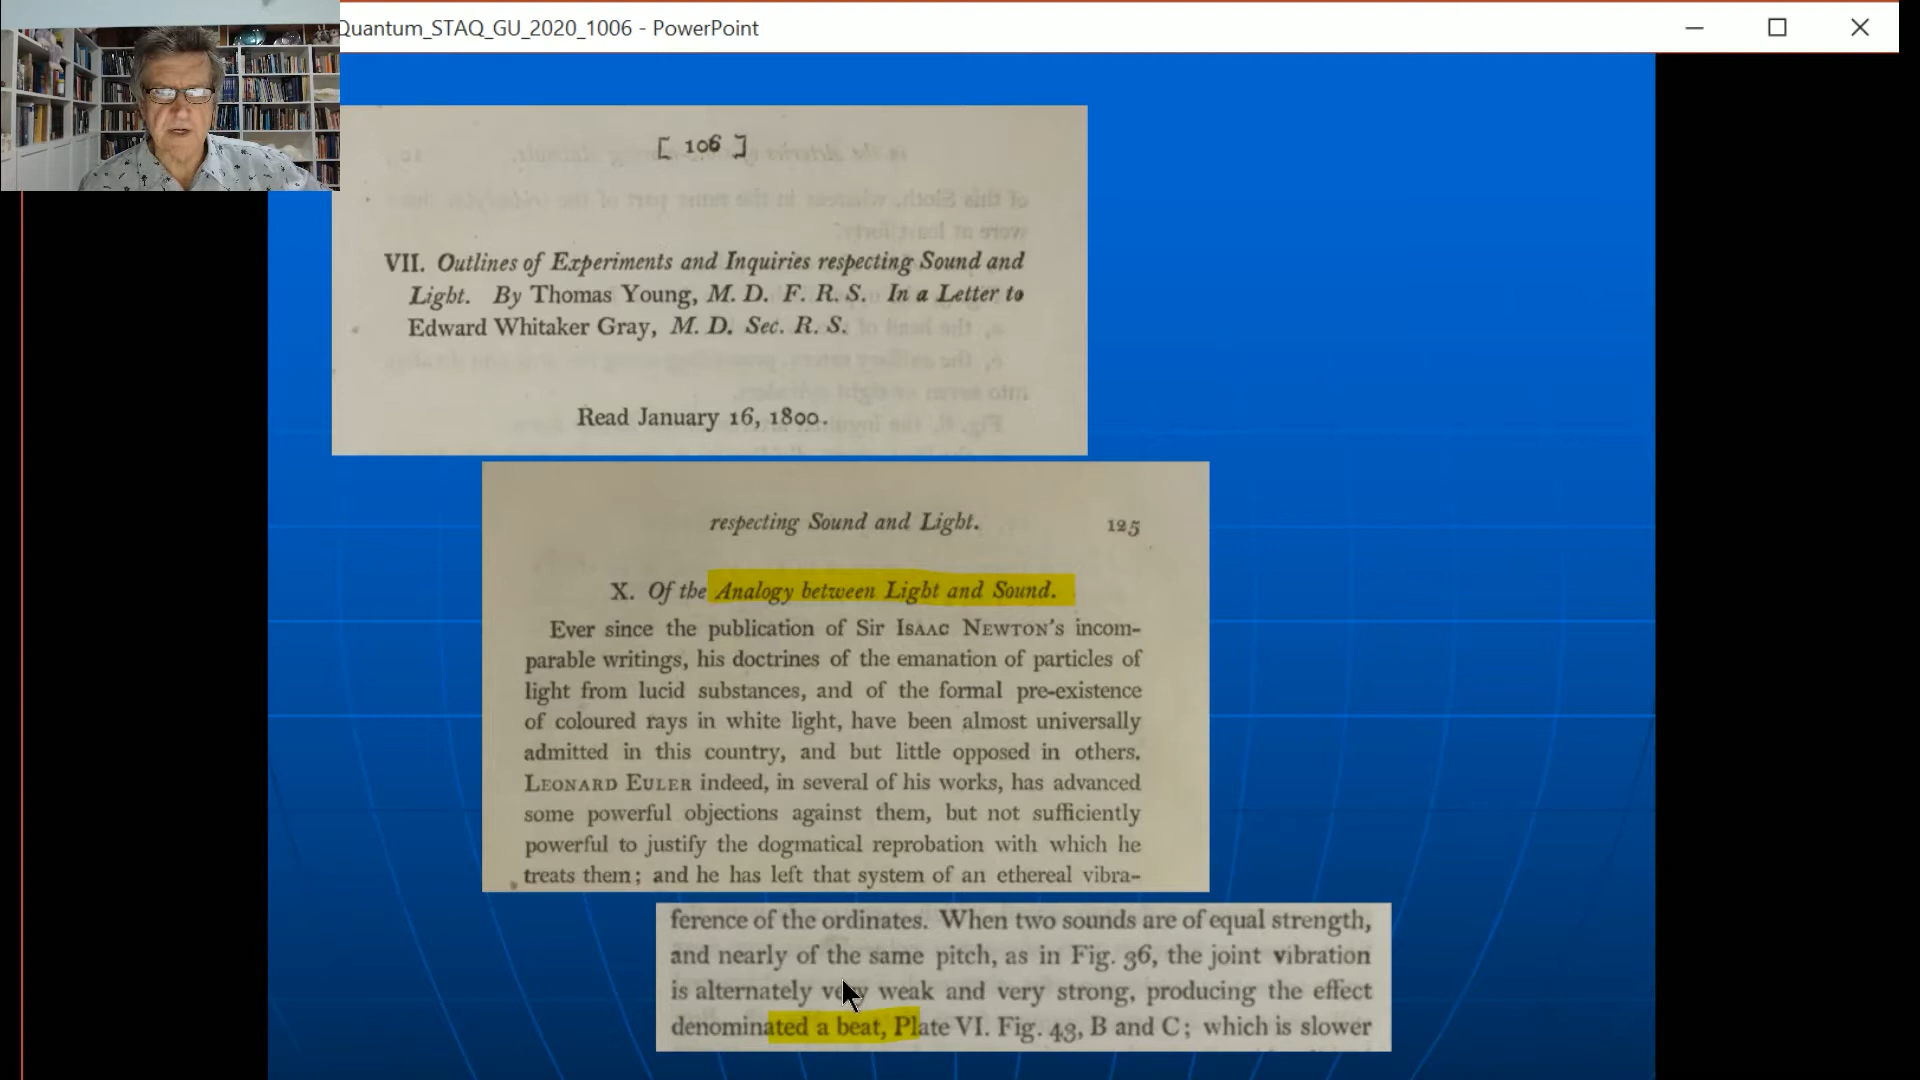 Quantum_STAQ_GU_2020_1006 - PowerPoint
[ 106 ]
VII. Outlines of Experiments and Inquiries respecting Sound and
Light. By Thomas Young, M. D. F. R. S. In a Letter to
Edward Whitaker Gray, M. D. Sec. R. S.
Read January 16, 1800.
respecting Sound and Light. 125
X. Of the Analogy between Light and Sound.
Ever since the publication of Sir ISAAC NEWTON's incom-
parable writings, his doctrines of the emanation of particles of
light from lucid substances, and of the formal pre-existence
of coloured rays in white light, have been almost universally
admitted in this country, and but little opposed in others.
LEONARD EULER indeed, in several of his works, has advanced
some powerful objections against them, but not sufficiently
powerful to justify the dogmatical reprobation with which he
treats them; and he has left that system of an ethereal vibra-
ference of the ordinates. When two sounds are of equal strength,
and nearly of the same pitch, as in Fig. 36, the joint vibration
is alternately very weak and very strong, producing the effect
denominated a beat, Plate VI. Fig. 43, B and C; which is slower